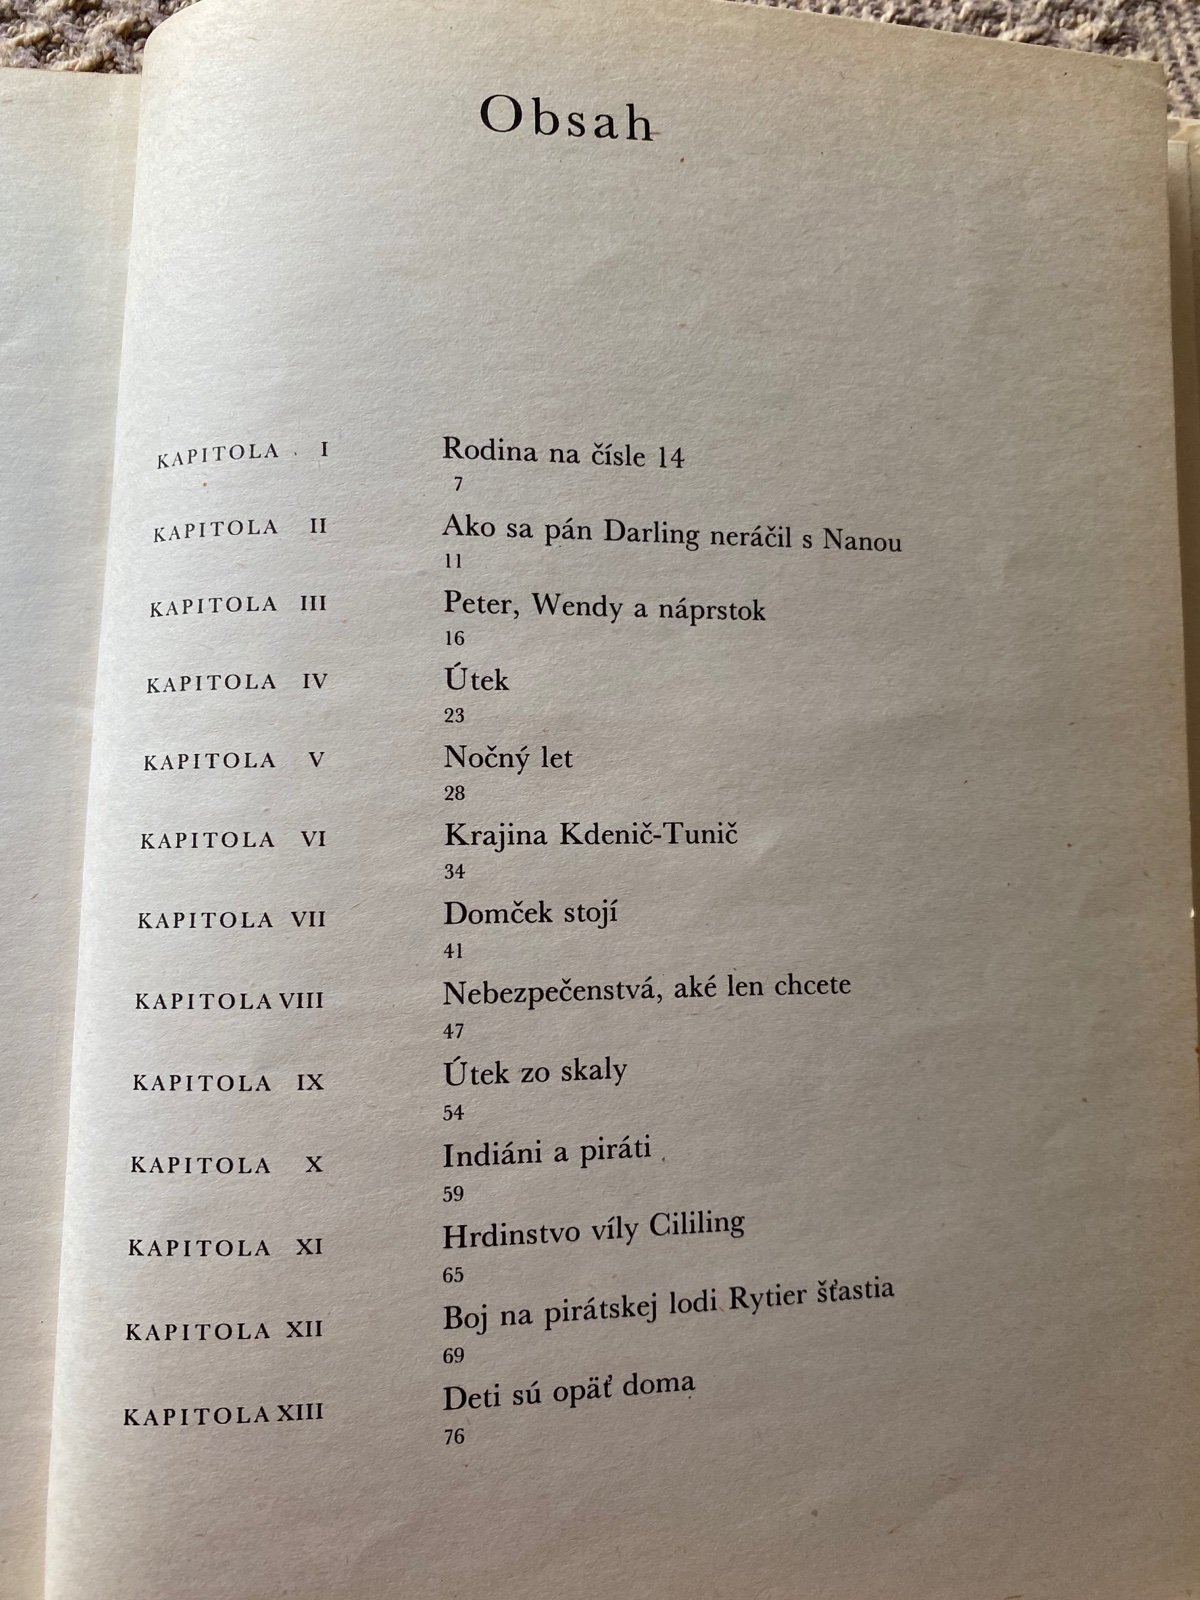 Obsah
KAPITOLA I Rodina na čísle 14
7
KAPITOLA II Ako sa pán Darling neráčil s Nanou
11
KAPITOLA III Peter, Wendy a náprstok
16
KAPITOLA IV Útek
23
KAPITOLA V Nočný let
28
KAPITOLA VI Krajina Kdenič-Tunič
34
KAPITOLA VII Domček stojí
41
KAPITOLA VIII Nebezpečenstvá, aké len chcete
47
KAPITOLA IX Útek zo skaly
54
KAPITOLA X Indiáni a piráti
59
KAPITOLA XI Hrdinstvo víly Cililing
65
KAPITOLA XII Boj na pirátskej lodi Rytier šťastia
69
KAPITOLA XIII Deti sú opäť doma
76